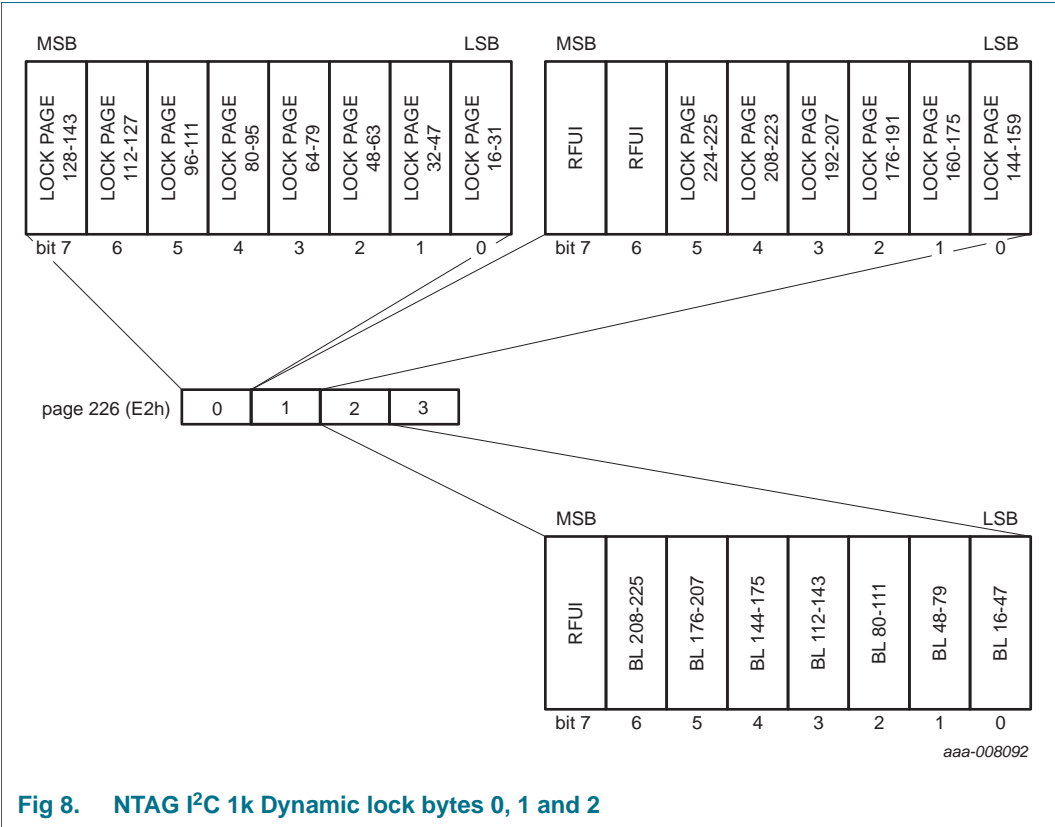 MSB LSB
LOCK PAGE 128-143
LOCK PAGE 112-127
LOCK PAGE 96-111
LOCK PAGE 80-95
LOCK PAGE 64-79
LOCK PAGE 48-63
LOCK PAGE 32-47
LOCK PAGE 16-31
bit 7 6 5 4 3 2 1 0
MSB LSB
RFUI
RFUI
LOCK PAGE 224-225
LOCK PAGE 208-223
LOCK PAGE 192-207
LOCK PAGE 176-191
LOCK PAGE 160-175
LOCK PAGE 144-159
bit 7 6 5 4 3 2 1 0
page 226 (E2h) 0 1 2 3
MSB LSB
RFUI
BL 208-225
BL 176-207
BL 144-175
BL 112-143
BL 80-111
BL 48-79
BL 16-47
bit 7 6 5 4 3 2 1 0
aaa-008092
Fig 8. NTAG I²C 1k Dynamic lock bytes 0, 1 and 2